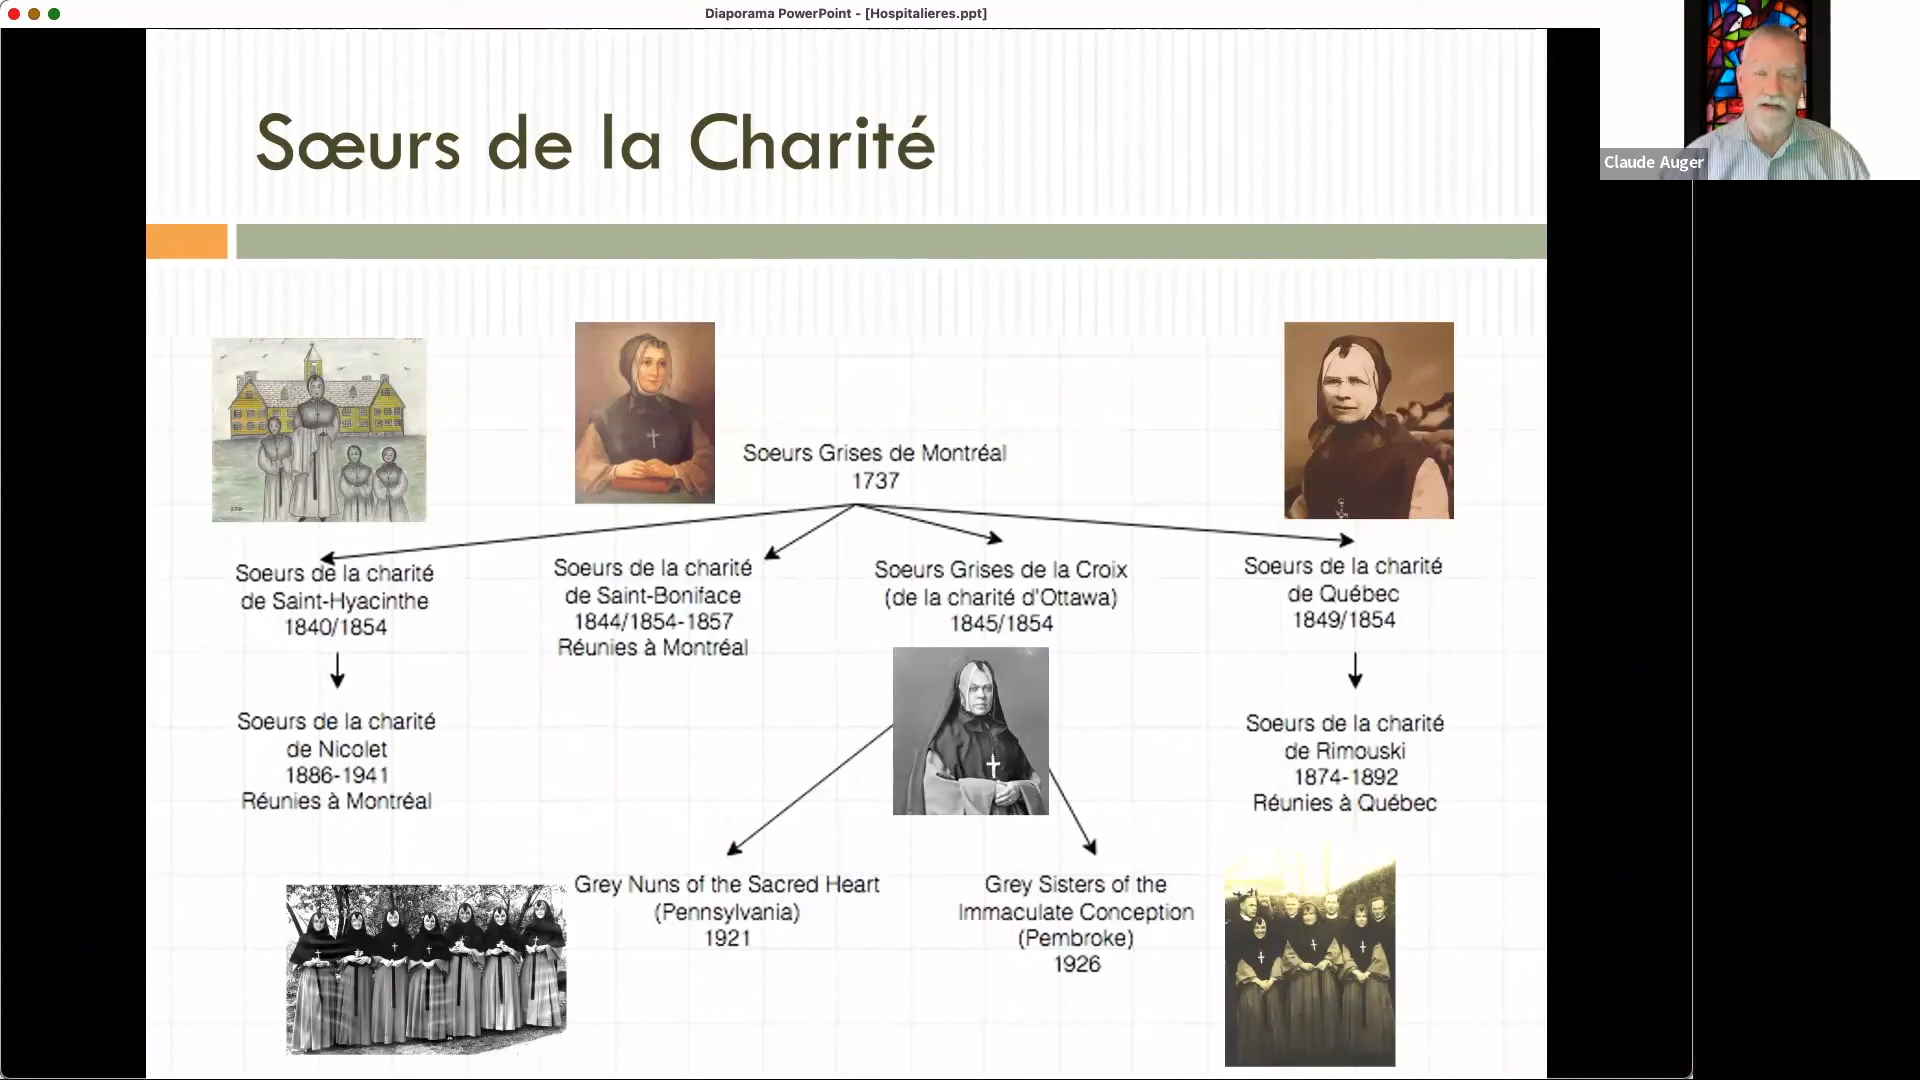 Diaporama PowerPoint - [Hospitalieres.ppt]
Claude Auger
Sœurs de la Charité
Soeurs Grises de Montréal
1737
Soeurs de la charité
de Saint-Hyacinthe
1840/1854
Soeurs de la charité
de Saint-Boniface
1844/1854-1857
Réunies à Montréal
Soeurs Grises de la Croix
(de la charité d'Ottawa)
1845/1854
Soeurs de la charité
de Québec
1849/1854
Soeurs de la charité
de Nicolet
1886-1941
Réunies à Montréal
Soeurs de la charité
de Rimouski
1874-1892
Réunies à Québec
Grey Nuns of the Sacred Heart
(Pennsylvania)
1921
Grey Sisters of the
Immaculate Conception
(Pembroke)
1926